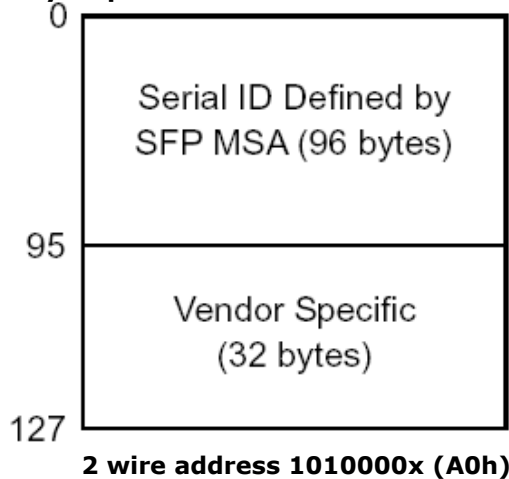 0
Serial ID Defined by
SFP MSA (96 bytes)
95
Vendor Specific
(32 bytes)
127
2 wire address 1010000x (A0h)